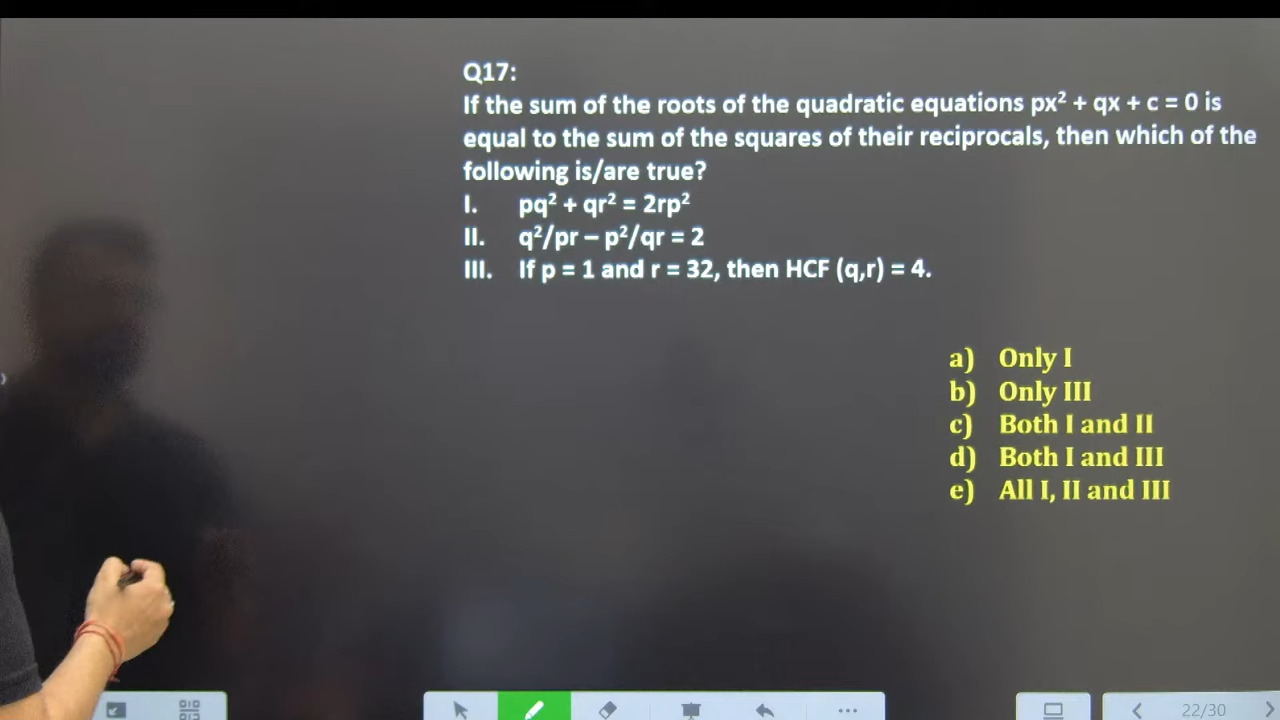 Q17:
If the sum of the roots of the quadratic equations px² + qx + c = 0 is
equal to the sum of the squares of their reciprocals, then which of the
following is/are true?
I. pq² + qr² = 2rp²
II. q²/pr – p²/qr = 2
III. If p = 1 and r = 32, then HCF (q,r) = 4.
a) Only I
b) Only III
c) Both I and II
d) Both I and III
e) All I, II and III
22/30